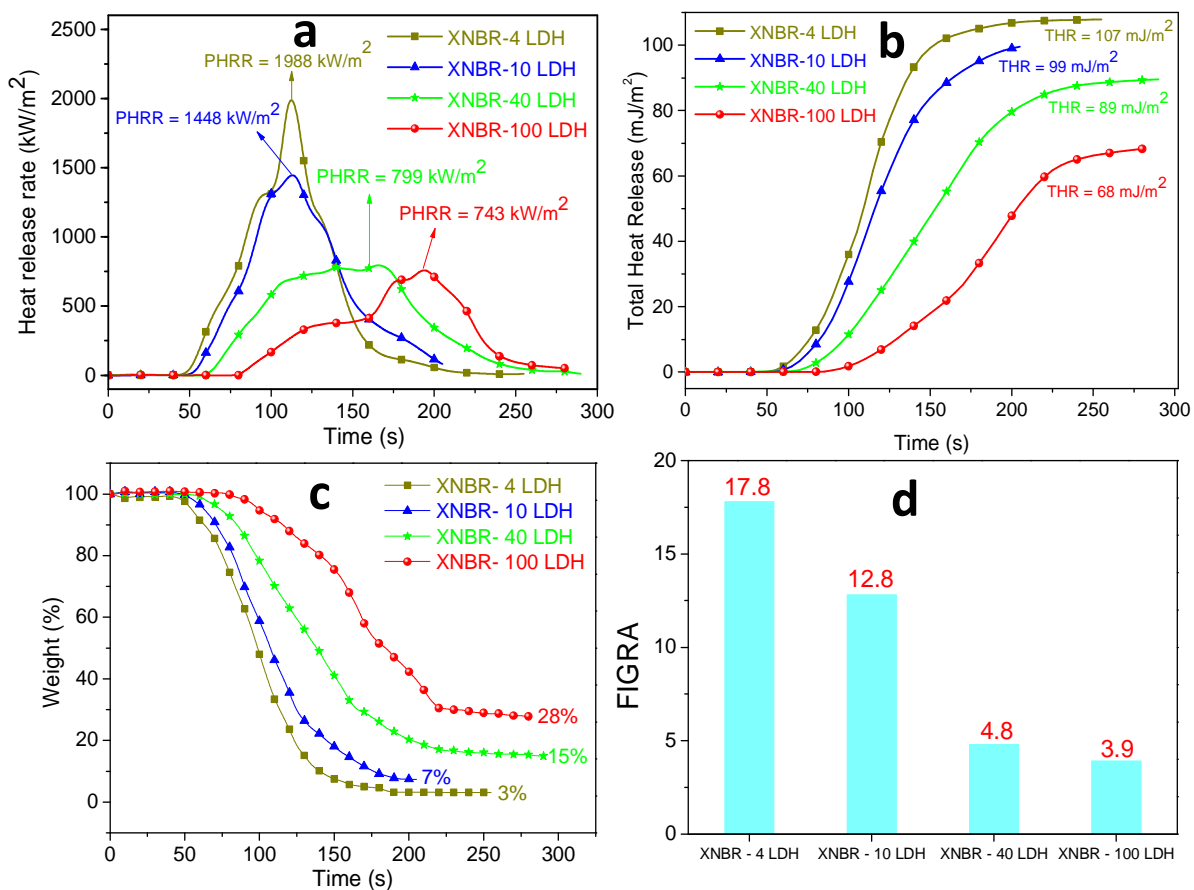 a
XNBR-4 LDH
XNBR-10 LDH
XNBR-40 LDH
XNBR-100 LDH
PHRR = 1988 kW/m²
PHRR = 1448 kW/m²
PHRR = 799 kW/m²
PHRR = 743 kW/m²
2500
2000
1500
1000
500
0
Heat release rate (kW/m²)
0 50 100 150 200 250 300
Time (s)
b
XNBR-4 LDH
XNBR-10 LDH
XNBR-40 LDH
XNBR-100 LDH
THR = 107 mJ/m²
THR = 99 mJ/m²
THR = 89 mJ/m²
THR = 68 mJ/m²
100
80
60
40
20
0
Total Heat Release (mJ/m²)
0 50 100 150 200 250 300
Time (s)
c
XNBR- 4 LDH
XNBR- 10 LDH
XNBR- 40 LDH
XNBR- 100 LDH
28%
15%
7%
3%
100
80
60
40
20
0
Weight (%)
0 50 100 150 200 250 300
Time (s)
d
17.8
12.8
4.8
3.9
20
15
10
5
0
FIGRA
XNBR - 4 LDH XNBR - 10 LDH XNBR - 40 LDH XNBR - 100 LDH